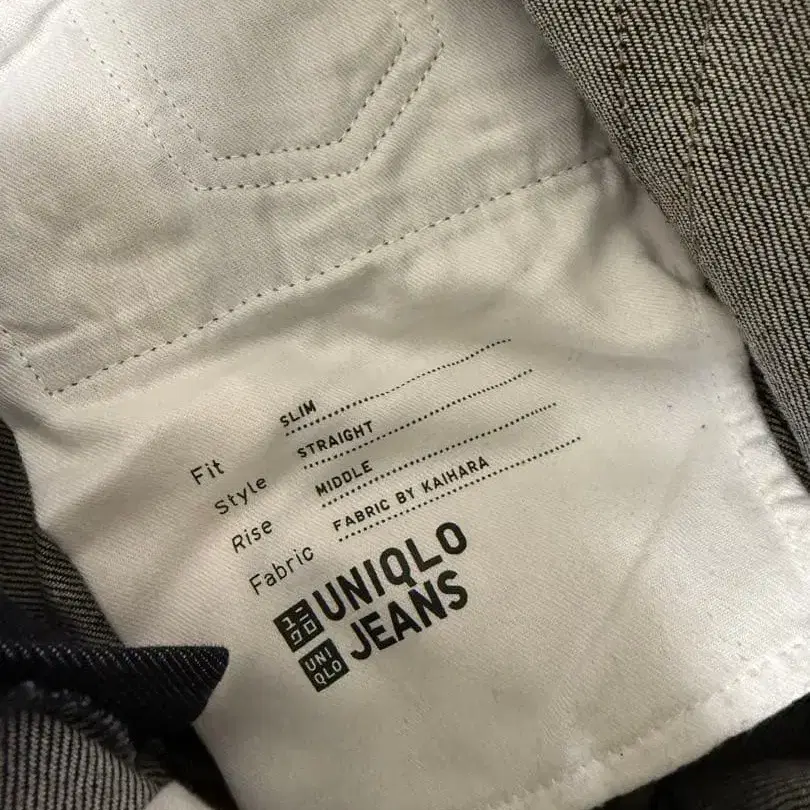 Fit SLIM
Style STRAIGHT
Rise MIDDLE
Fabric FABRIC BY KAIHARA
ユニ
クロ
UNIQLO
UNI
QLO
JEANS